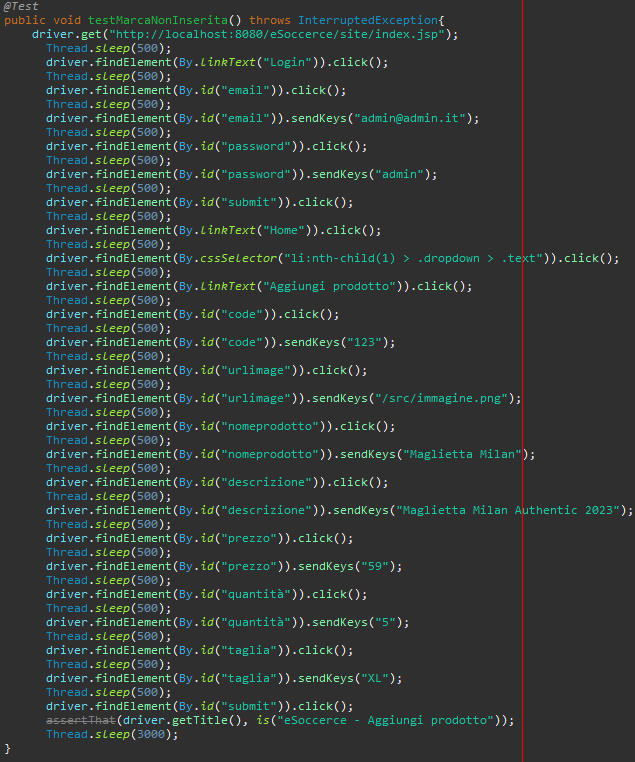 @Test
public void testMarcaNonInserita() throws InterruptedException{
driver.get("http://localhost:8080/eSoccerce/site/index.jsp");
Thread.sleep(500);
driver.findElement(By.linkText("Login")).click();
Thread.sleep(500);
driver.findElement(By.id("email")).click();
Thread.sleep(500);
driver.findElement(By.id("email")).sendKeys("admin@admin.it");
Thread.sleep(500);
driver.findElement(By.id("password")).click();
Thread.sleep(500);
driver.findElement(By.id("password")).sendKeys("admin");
Thread.sleep(500);
driver.findElement(By.id("submit")).click();
Thread.sleep(500);
driver.findElement(By.linkText("Home")).click();
Thread.sleep(500);
driver.findElement(By.cssSelector("li:nth-child(1) > .dropdown > .text")).click();
Thread.sleep(500);
driver.findElement(By.linkText("Aggiungi prodotto")).click();
Thread.sleep(500);
driver.findElement(By.id("code")).click();
Thread.sleep(500);
driver.findElement(By.id("code")).sendKeys("123");
Thread.sleep(500);
driver.findElement(By.id("urlimage")).click();
Thread.sleep(500);
driver.findElement(By.id("urlimage")).sendKeys("/src/immagine.png");
Thread.sleep(500);
driver.findElement(By.id("nomeprodotto")).click();
Thread.sleep(500);
driver.findElement(By.id("nomeprodotto")).sendKeys("Maglietta Milan");
Thread.sleep(500);
driver.findElement(By.id("descrizione")).click();
Thread.sleep(500);
driver.findElement(By.id("descrizione")).sendKeys("Maglietta Milan Authentic 2023");
Thread.sleep(500);
driver.findElement(By.id("prezzo")).click();
Thread.sleep(500);
driver.findElement(By.id("prezzo")).sendKeys("59");
Thread.sleep(500);
driver.findElement(By.id("quantità")).click();
Thread.sleep(500);
driver.findElement(By.id("quantità")).sendKeys("5");
Thread.sleep(500);
driver.findElement(By.id("taglia")).click();
Thread.sleep(500);
driver.findElement(By.id("taglia")).sendKeys("XL");
Thread.sleep(500);
driver.findElement(By.id("submit")).click();
assertThat(driver.getTitle(), is("eSoccerce - Aggiungi prodotto"));
Thread.sleep(3000);
}